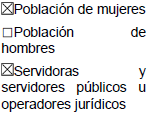 ☒Población de mujeres
☐Población de
hombres
☒Servidoras y
servidores públicos u
operadores jurídicos